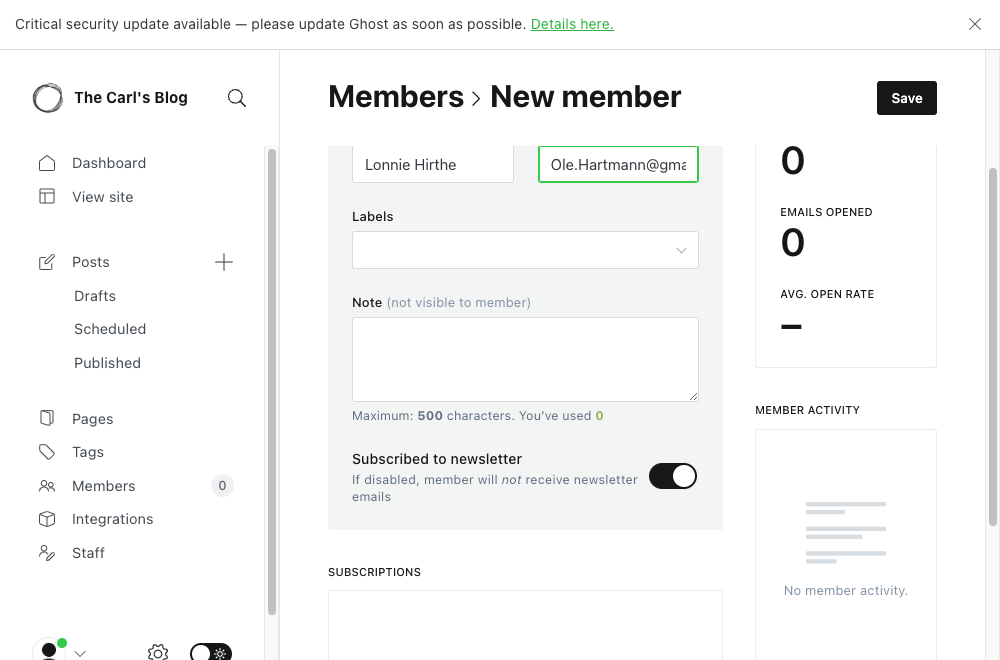 Critical security update available — please update Ghost as soon as possible. Details here.
The Carl's Blog
Dashboard
View site
Posts
Drafts
Scheduled
Published
Pages
Tags
Members 0
Integrations
Staff
Members > New member
Save
Lonnie Hirthe
Ole.Hartmann@gma
Labels
Note (not visible to member)
Maximum: 500 characters. You've used 0
Subscribed to newsletter
If disabled, member will not receive newsletter
emails
SUBSCRIPTIONS
0
EMAILS OPENED
0
AVG. OPEN RATE
–
MEMBER ACTIVITY
No member activity.